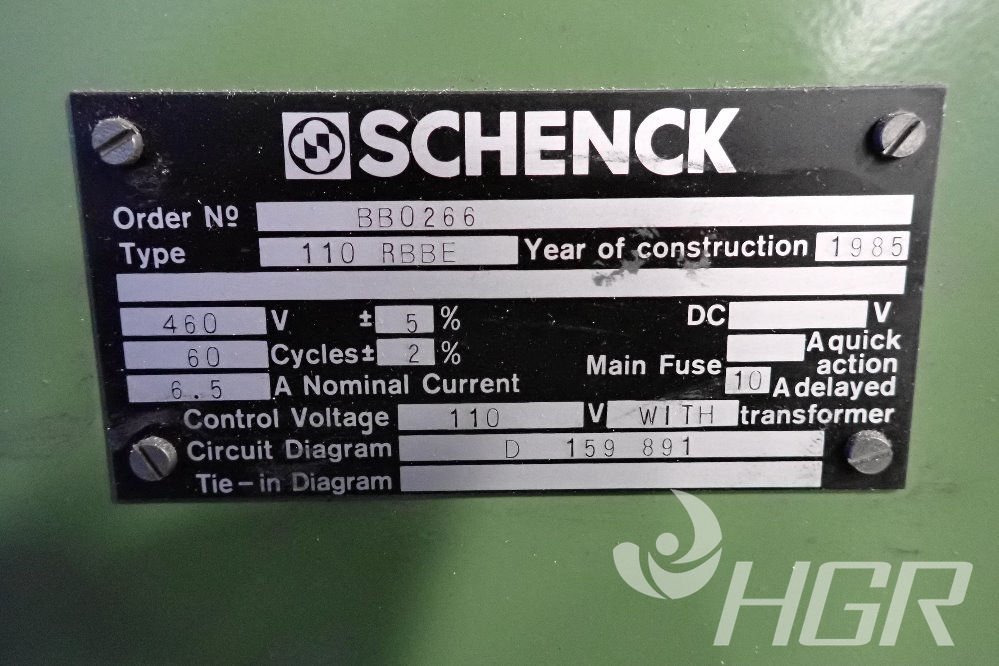 SCHENCK
Order Nº BB0266
Type 110 RBBE Year of construction 1985
460 V ± 5 % DC V
60 Cycles ± 2 % Main Fuse A quick action
6.5 A Nominal Current 10 A delayed
Control Voltage 110 V WITH transformer
Circuit Diagram D 159 891
Tie-in Diagram
HGR